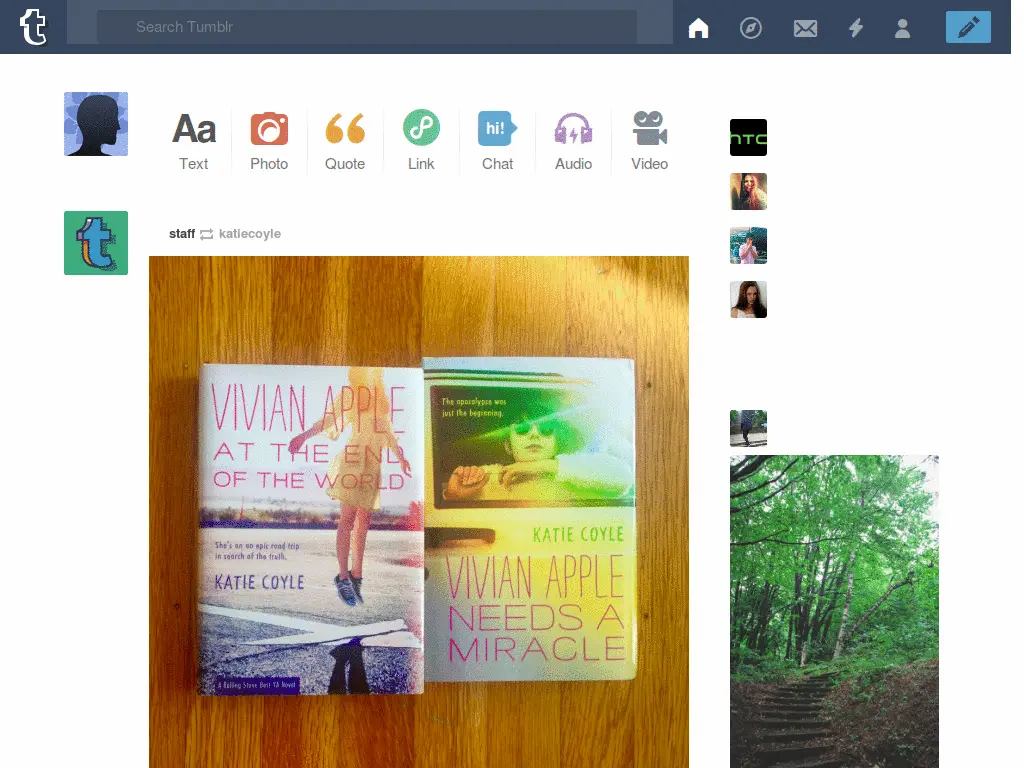 t
Search Tumblr
Aa
Text
Photo
Quote
Link
hi!
Chat
Audio
Video
t
staff katiecoyle
hTC
VIVIAN APPLE
AT THE END
OF THE WORLD
She's on an epic road trip
in search of the truth.
KATIE COYLE
A Rolling Stone Best YA Novel
The apocalypse was
just the beginning.
KATIE COYLE
VIVIAN APPLE
NEEDS A
MIRACLE